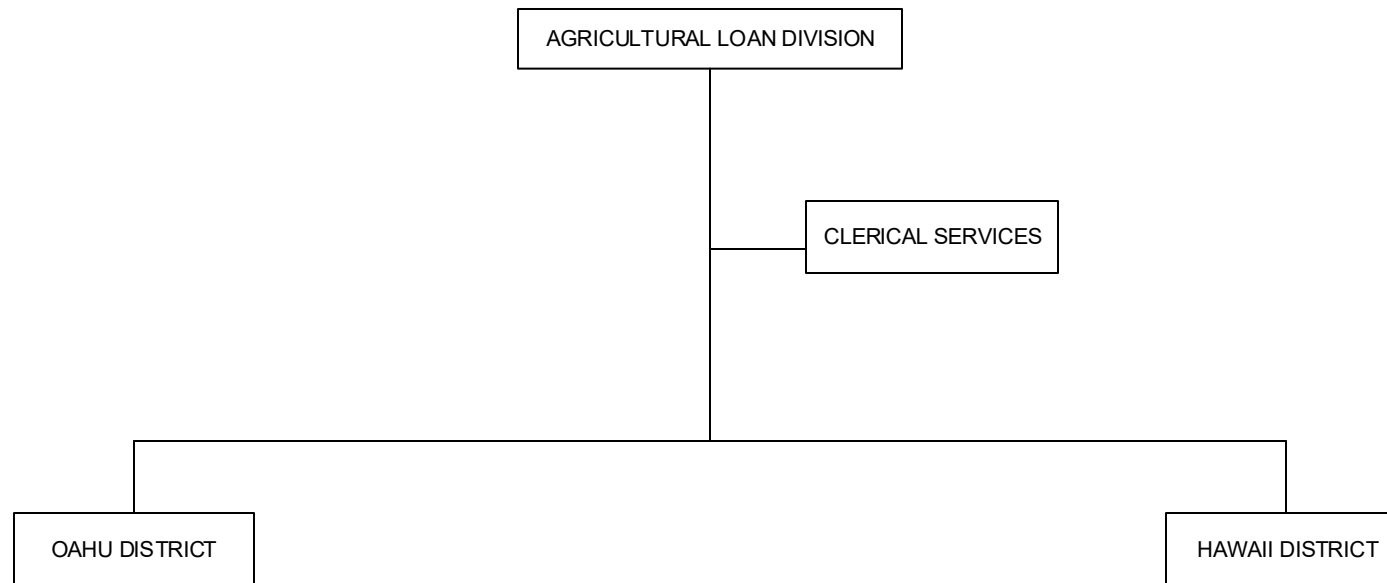 AGRICULTURAL LOAN DIVISION
CLERICAL SERVICES
OAHU DISTRICT
HAWAII DISTRICT